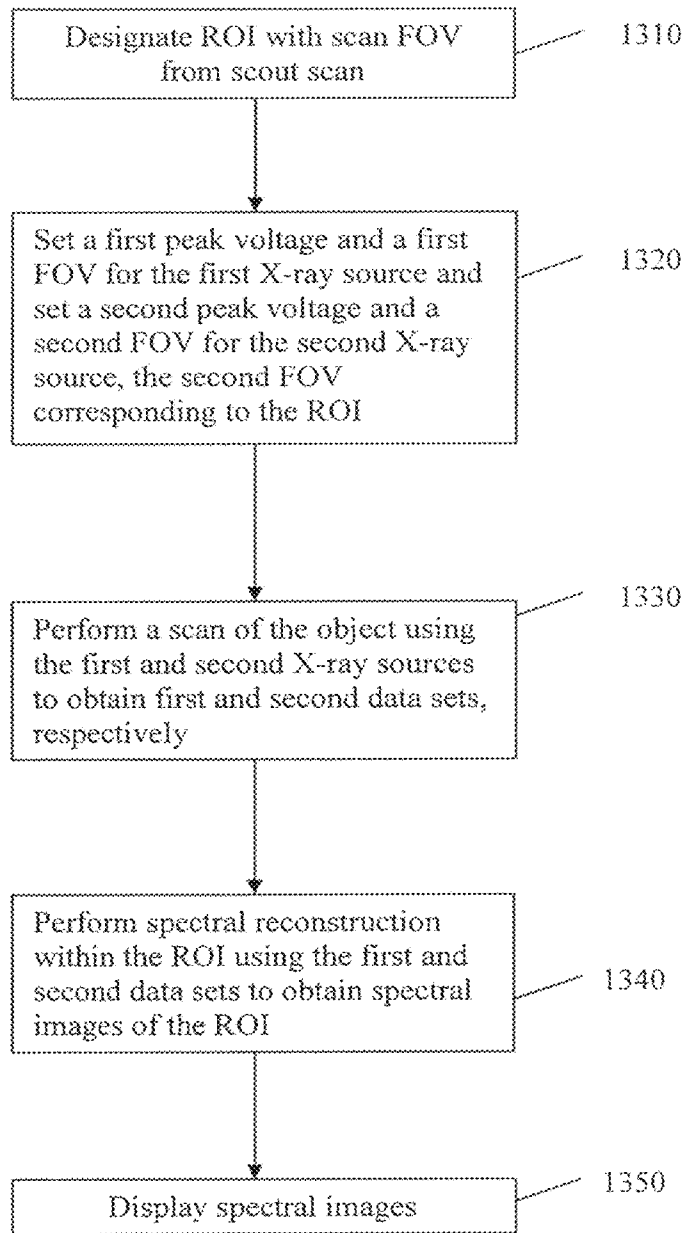 Designate ROI with scan FOV
from scout scan
1310
Set a first peak voltage and a first
FOV for the first X-ray source and
set a second peak voltage and a
second FOV for the second X-ray
source, the second FOV
corresponding to the ROI
1320
Perform a scan of the object using
the first and second X-ray sources
to obtain first and second data sets,
respectively
1330
Perform spectral reconstruction
within the ROI using the first and
second data sets to obtain spectral
images of the ROI
1340
Display spectral images
1350